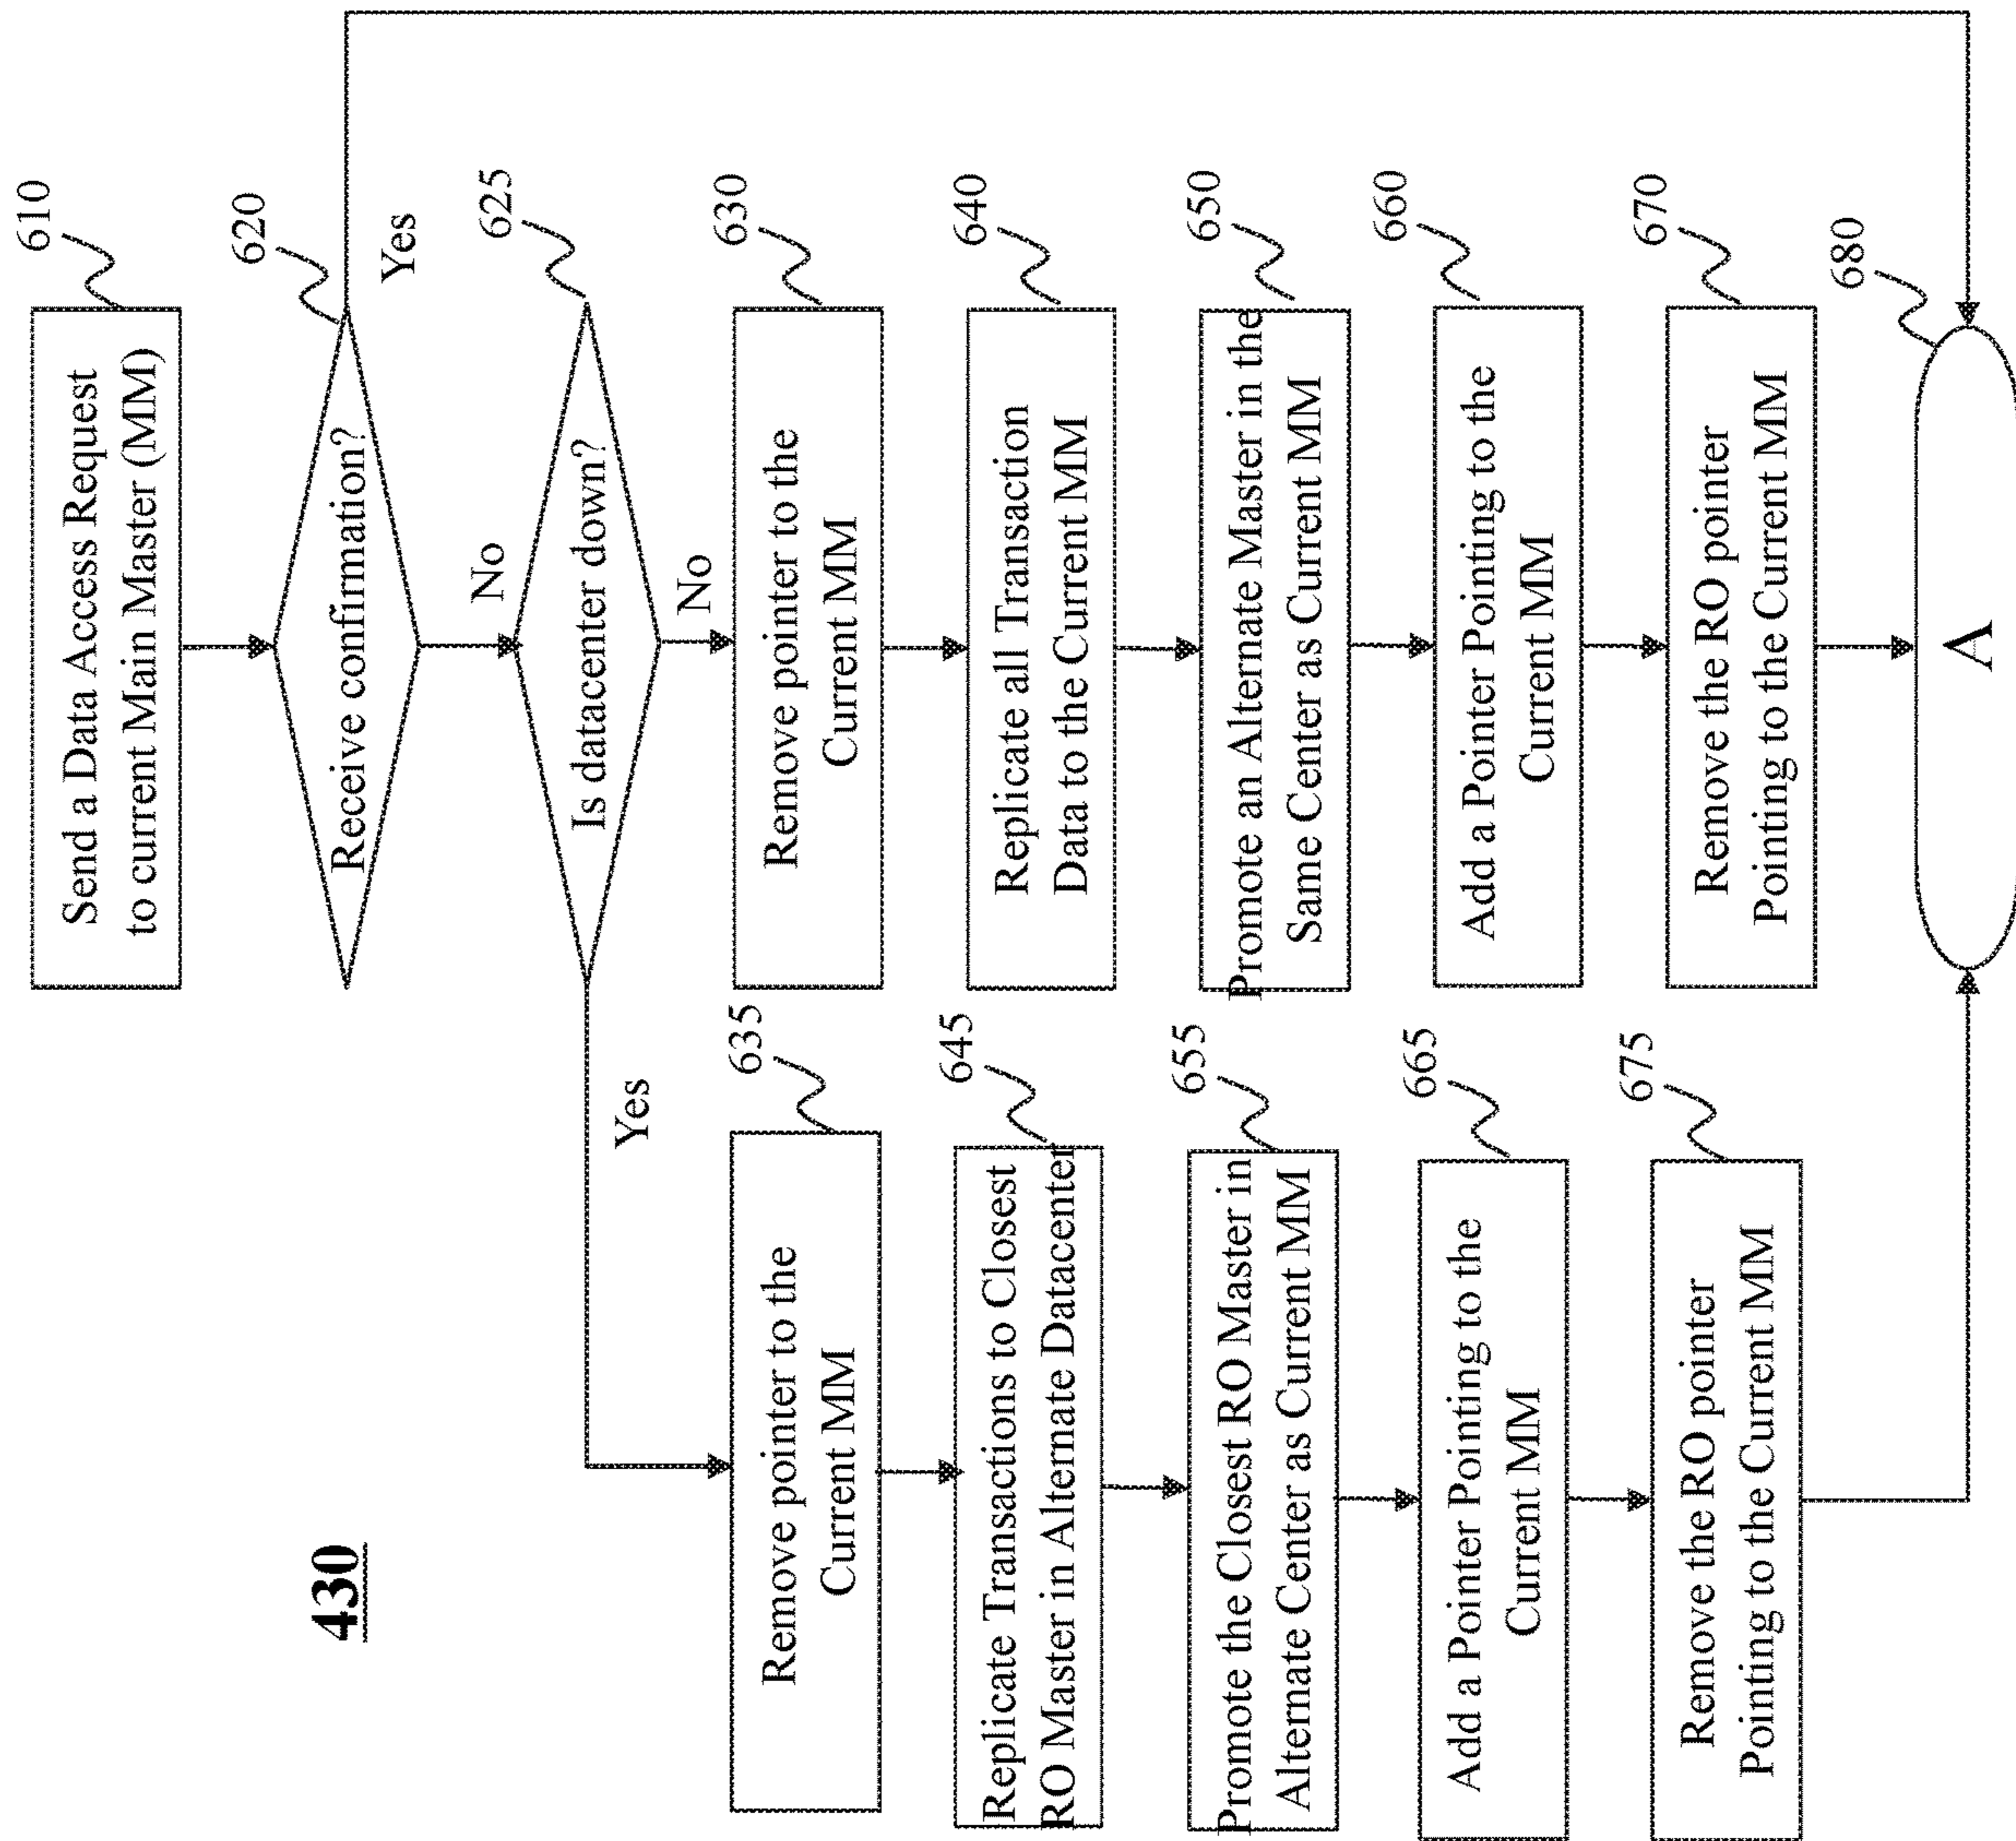 430
610
Send a Data Access Request
to current Main Master (MM)
620
Receive confirmation?
Yes
No
625
Is datacenter down?
Yes
No
630
Remove pointer to the
Current MM
640
Replicate all Transaction
Data to the Current MM
650
Promote an Alternate Master in the
Same Center as Current MM
660
Add a Pointer Pointing to the
Current MM
670
Remove the RO pointer
Pointing to the Current MM
635
Remove pointer to the
Current MM
645
Replicate Transactions to Closest
RO Master in Alternate Datacenter
655
Promote the Closest RO Master in
Alternate Center as Current MM
665
Add a Pointer Pointing to the
Current MM
675
Remove the RO pointer
Pointing to the Current MM
680
A